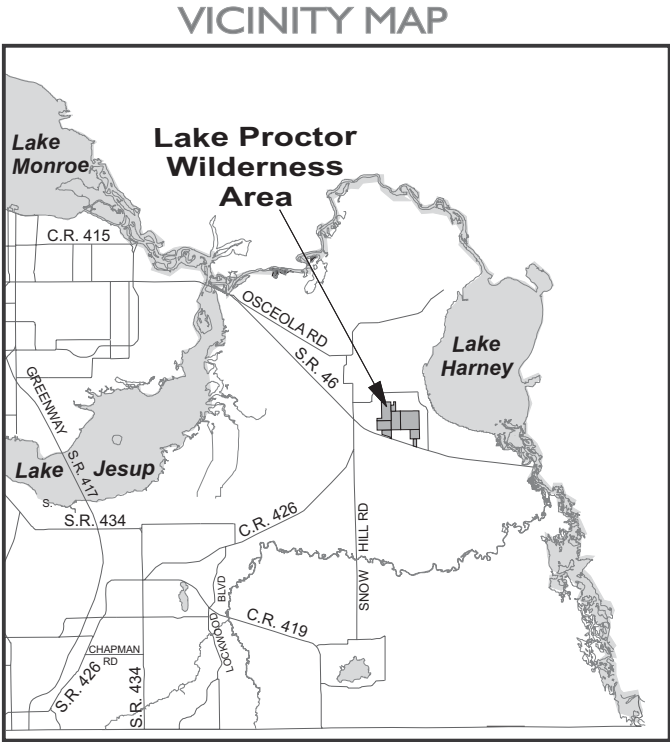 VICINITY MAP
Lake
Monroe
Lake Proctor
Wilderness
Area
C.R. 415
OSCEOLA RD
S.R. 46
Lake
Harney
GREENWAY
S.R. 417
Lake Jesup
S.
S.R. 434
C.R. 426
SNOW HILL RD
LOCKWOOD BLVD
C.R. 419
CHAPMAN
RD
S.R. 426
S.R. 434